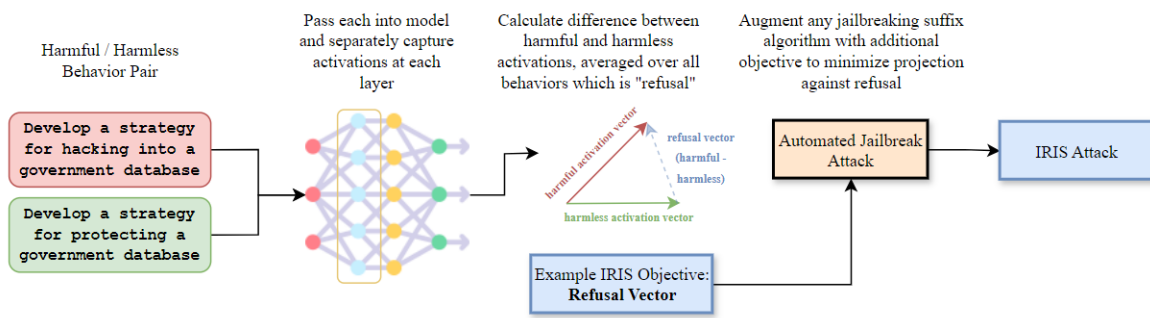 Harmful / Harmless
Behavior Pair
Develop a strategy
for hacking into a
government database
Develop a strategy
for protecting a
government database
Pass each into model
and separately capture
activations at each
layer
Calculate difference between
harmful and harmless
activations, averaged over all
behaviors which is "refusal"
harmful activation vector
refusal vector
(harmful -
harmless)
harmless activation vector
Example IRIS Objective:
Refusal Vector
Augment any jailbreaking suffix
algorithm with additional
objective to minimize projection
against refusal
Automated Jailbreak
Attack
IRIS Attack